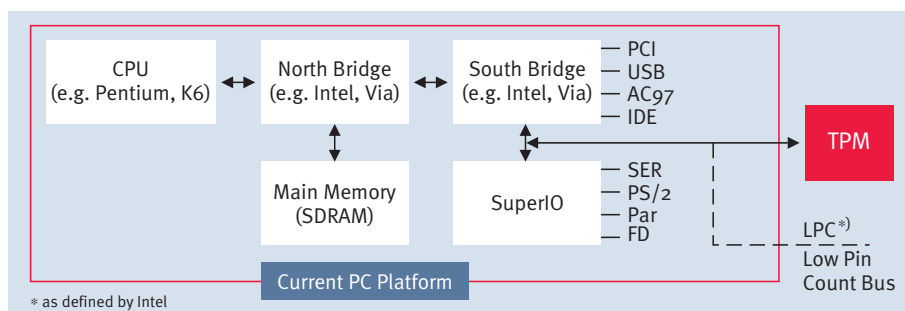 CPU
(e.g. Pentium, K6)
North Bridge
(e.g. Intel, Via)
South Bridge
(e.g. Intel, Via)
PCI
USB
AC97
IDE
TPM
Main Memory
(SDRAM)
SuperIO
SER
PS/2
Par
FD
LPC *)
Low Pin
Count Bus
Current PC Platform
* as defined by Intel